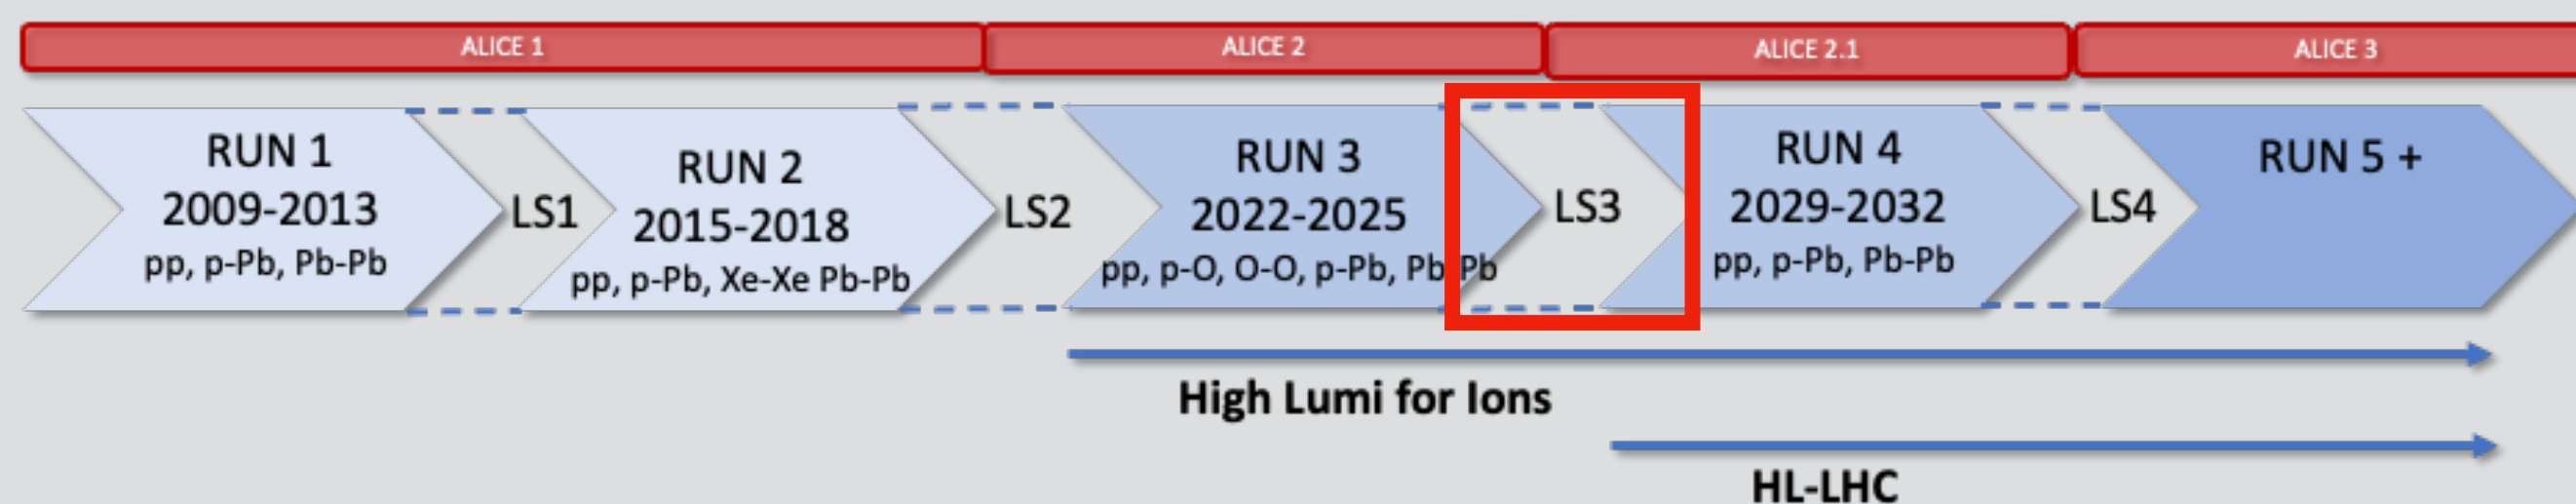 ALICE 1
ALICE 2
ALICE 2.1
ALICE 3
RUN 1
2009-2013
pp, p-Pb, Pb-Pb
LS1
RUN 2
2015-2018
pp, p-Pb, Xe-Xe Pb-Pb
LS2
RUN 3
2022-2025
pp, p-O, O-O, p-Pb, Pb-Pb
LS3
RUN 4
2029-2032
pp, p-Pb, Pb-Pb
LS4
RUN 5 +
High Lumi for Ions
HL-LHC